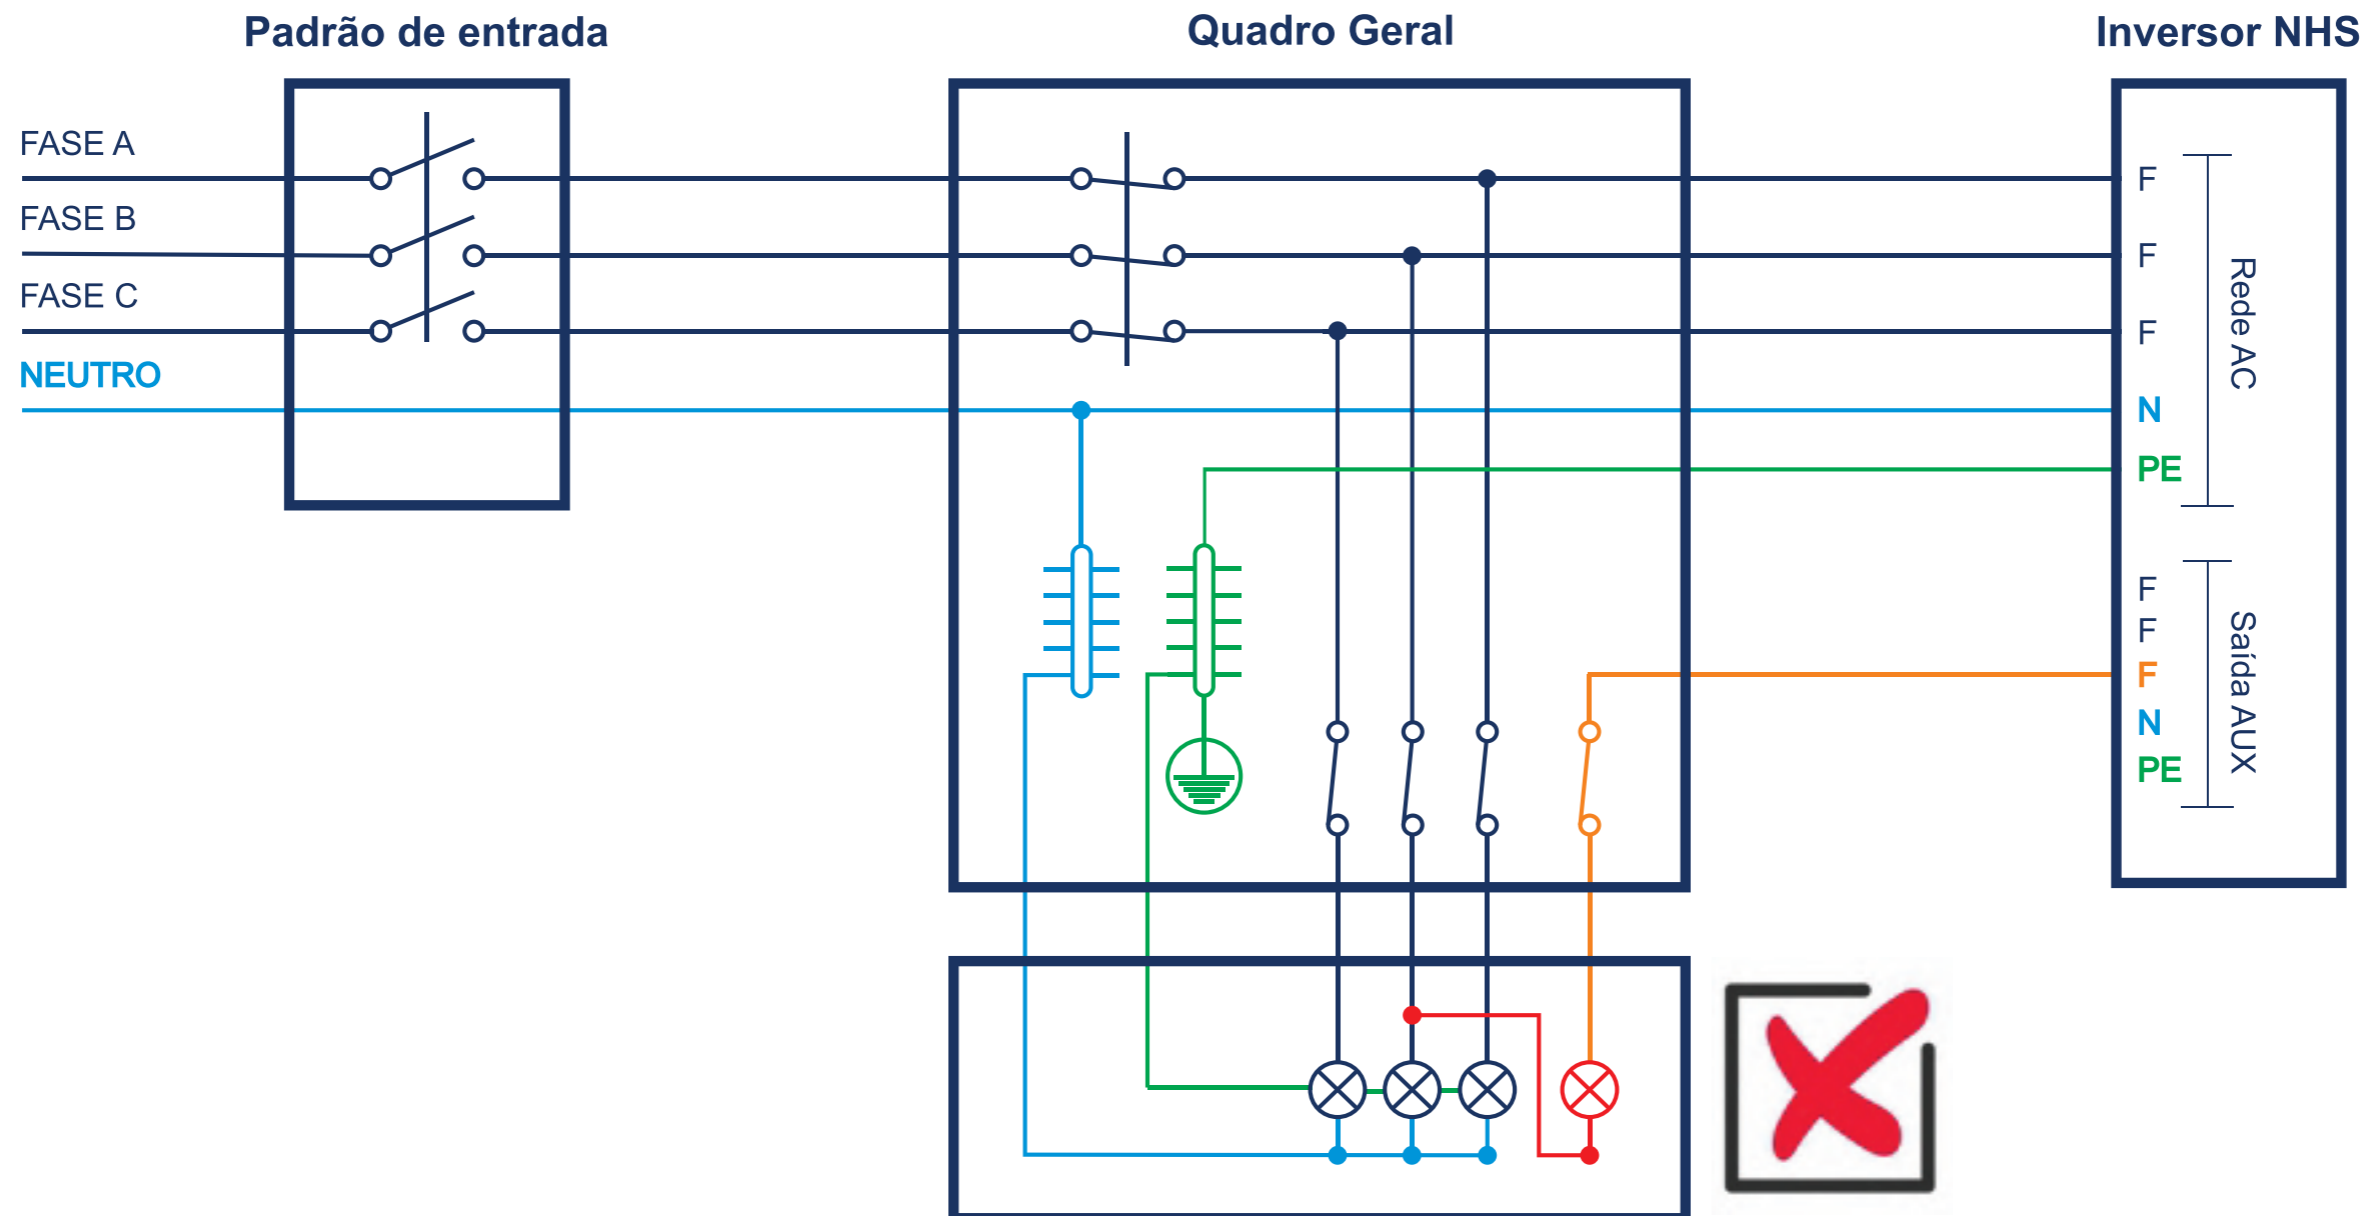 Padrão de entrada
Quadro Geral
Inversor NHS
FASE A
FASE B
FASE C
NEUTRO
F
F
F
N
PE
Rede AC
F
F
F
N
PE
Saída AUX